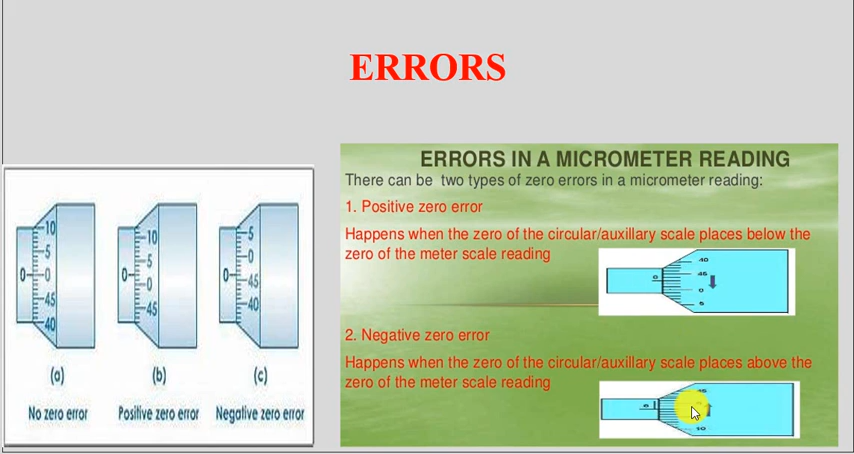 ERRORS
10
5
0 0
45
40
(a)
No zero error
10
5
0
0
45
(b)
Positive zero error
5
0
0
45
40
(c)
Negative zero error
ERRORS IN A MICROMETER READING
There can be two types of zero errors in a micrometer reading:
1. Positive zero error
Happens when the zero of the circular/auxillary scale places below the
zero of the meter scale reading
40
45
0
0
5
2. Negative zero error
Happens when the zero of the circular/auxillary scale places above the
zero of the meter scale reading
45
0
10